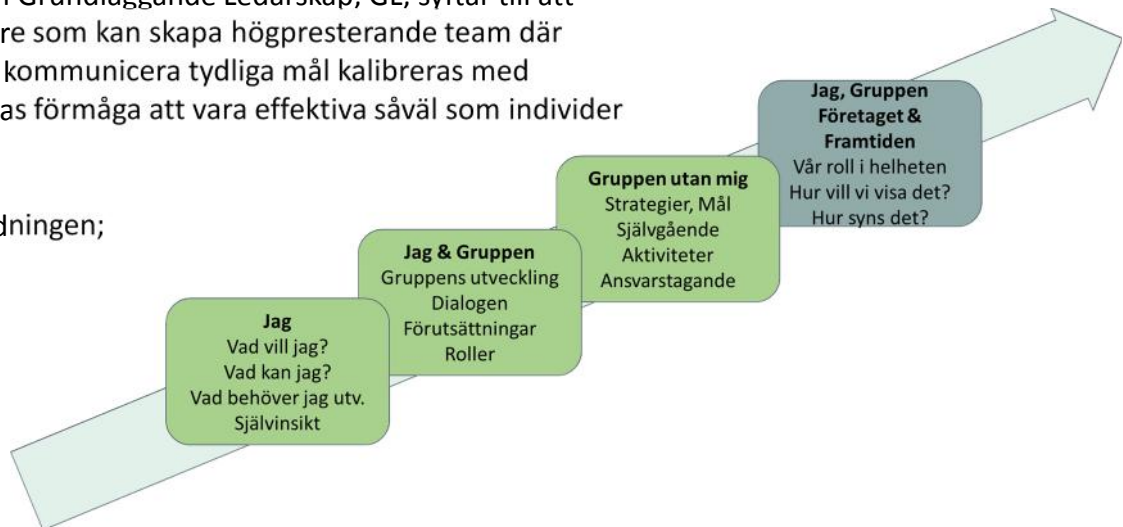 Grundläggande Ledarskap, GL, syftar till att
re som kan skapa högpresterande team där
kommunicera tydliga mål kalibreras med
as förmåga att vara effektiva såväl som individer
dningen;
Jag
Vad vill jag?
Vad kan jag?
Vad behöver jag utv.
Självinsikt
Jag & Gruppen
Gruppens utveckling
Dialogen
Förutsättningar
Roller
Gruppen utan mig
Strategier, Mål
Självgående
Aktiviteter
Ansvarstagande
Jag, Gruppen
Företaget &
Framtiden
Vår roll i helheten
Hur vill vi visa det?
Hur syns det?